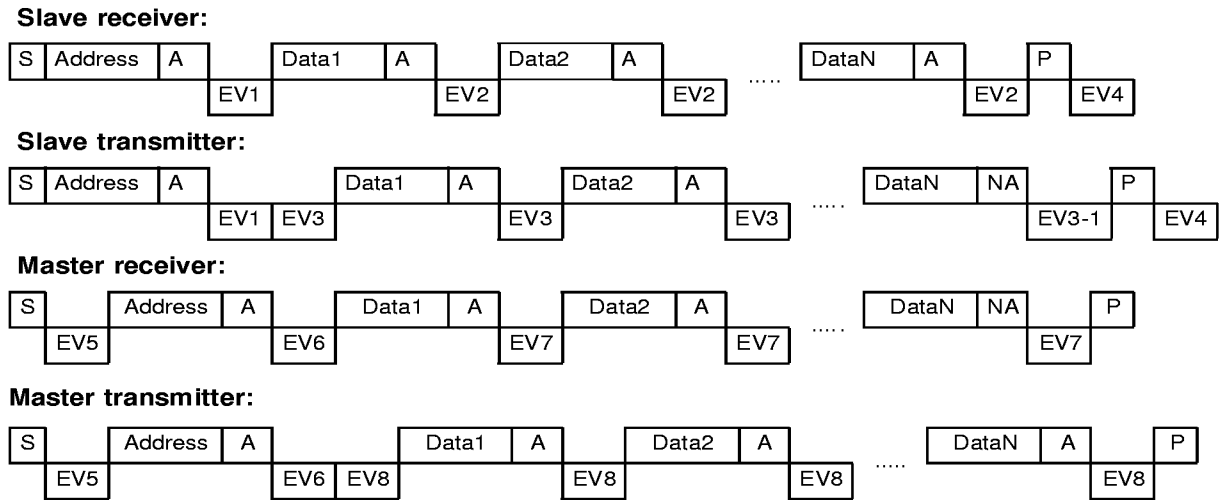 Slave receiver:
S Address A Data1 A Data2 A ..... DataN A P
EV1 EV2 EV2 EV2 EV4
Slave transmitter:
S Address A Data1 A Data2 A ..... DataN NA P
EV1 EV3 EV3 EV3 EV3-1 EV4
Master receiver:
S Address A Data1 A Data2 A ..... DataN NA P
EV5 EV6 EV7 EV7 EV7
Master transmitter:
S Address A Data1 A Data2 A ..... DataN A P
EV5 EV6 EV8 EV8 EV8 EV8